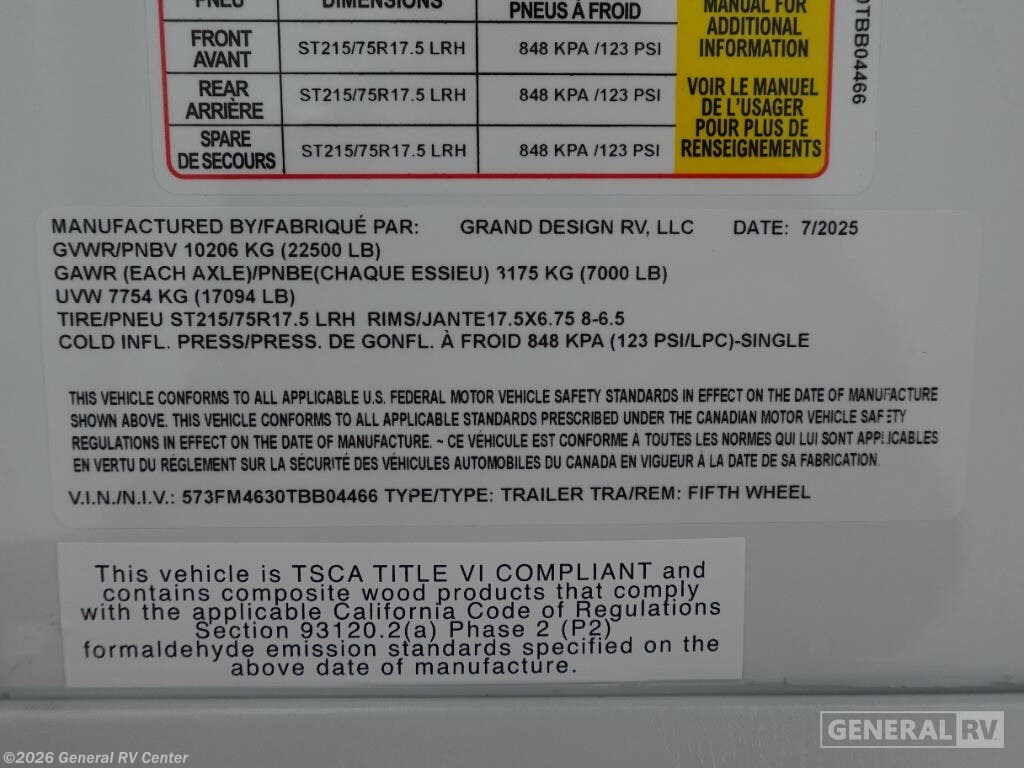 PNEU DIMENSIONS PNEUS À FROID
MANUAL FOR
ADDITIONAL
INFORMATION
FRONT
AVANT
ST215/75R17.5 LRH 848 KPA /123 PSI
REAR
ARRIÈRE
ST215/75R17.5 LRH 848 KPA /123 PSI
SPARE
DE SECOURS
ST215/75R17.5 LRH 848 KPA /123 PSI
VOIR LE MANUEL
DE L'USAGER
POUR PLUS DE
RENSEIGNEMENTS
0TBB04466
MANUFACTURED BY/FABRIQUÉ PAR: GRAND DESIGN RV, LLC DATE: 7/2025
GVWR/PNBV 10206 KG (22500 LB)
GAWR (EACH AXLE)/PNBE(CHAQUE ESSIEU) 3175 KG (7000 LB)
UVW 7754 KG (17094 LB)
TIRE/PNEU ST215/75R17.5 LRH RIMS/JANTE17.5X6.75 8-6.5
COLD INFL. PRESS/PRESS. DE GONFL. À FROID 848 KPA (123 PSI/LPC)-SINGLE
THIS VEHICLE CONFORMS TO ALL APPLICABLE U.S. FEDERAL MOTOR VEHICLE SAFETY STANDARDS IN EFFECT ON THE DATE OF MANUFACTURE
SHOWN ABOVE. THIS VEHICLE CONFORMS TO ALL APPLICABLE STANDARDS PRESCRIBED UNDER THE CANADIAN MOTOR VEHICLE SAFETY
REGULATIONS IN EFFECT ON THE DATE OF MANUFACTURE. ~ CE VÉHICULE EST CONFORME À TOUTES LES NORMES QUI LUI SONT APPLICABLES
EN VERTU DU RÉGLEMENT SUR LA SÉCURITÉ DES VÉHICULES AUTOMOBILES DU CANADA EN VIGUEUR À LA DATE DE SA FABRICATION.
V.I.N./N.I.V.: 573FM4630TBB04466 TYPE/TYPE: TRAILER TRA/REM: FIFTH WHEEL
This vehicle is TSCA TITLE VI COMPLIANT and
contains composite wood products that comply
with the applicable California Code of Regulations
Section 93120.2(a) Phase 2 (P2)
formaldehyde emission standards specified on the
above date of manufacture.
GENERAL RV
©2026 General RV Center